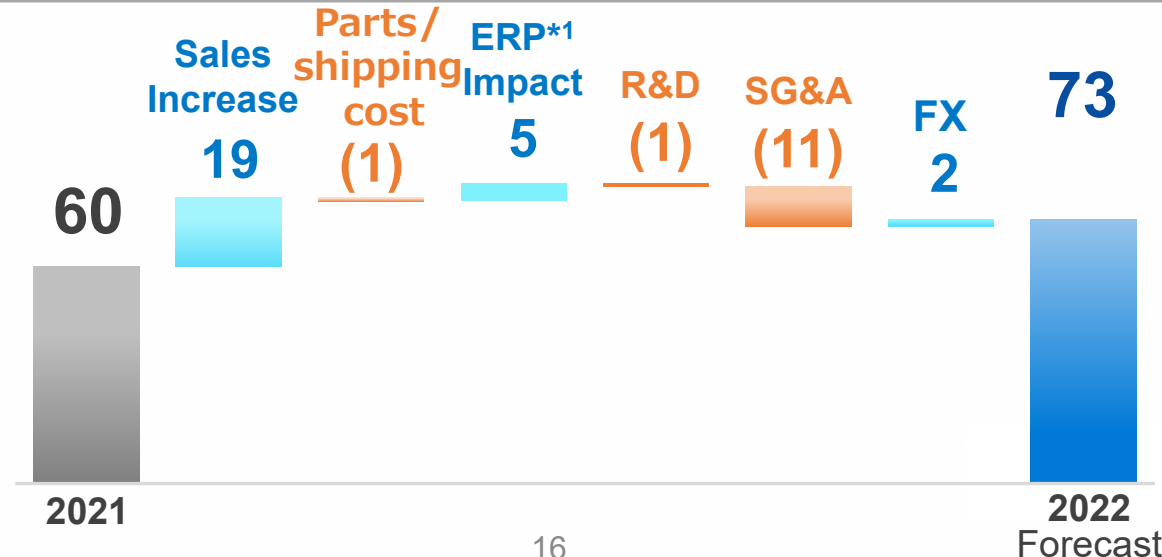 60
Sales
Increase
19
Parts/
shipping
cost
(1)
ERP*1
Impact
5
R&D
(1)
SG&A
(11)
FX
2
73
2021
2022
Forecast
16